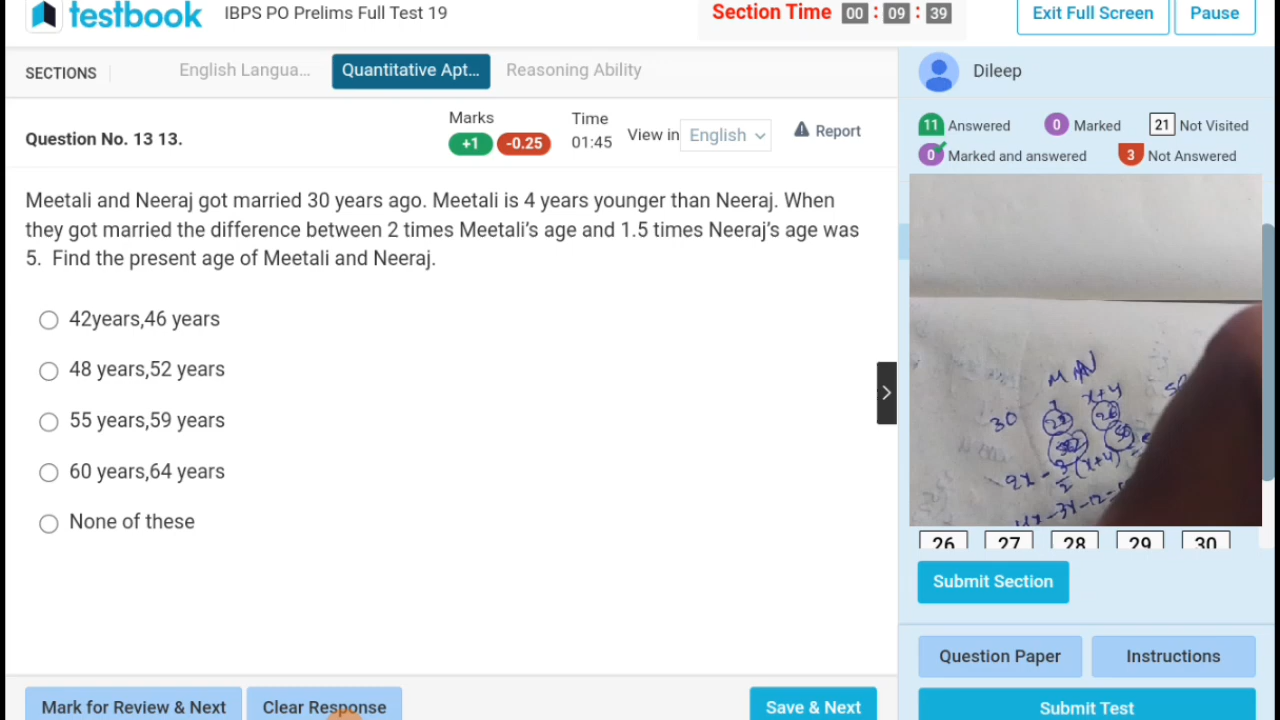 testbook IBPS PO Prelims Full Test 19 Section Time 00 : 09 : 39 Exit Full Screen Pause
SECTIONS English Langua... Quantitative Apt... Reasoning Ability
Dileep
Question No. 13 13.
Marks
+1 -0.25
Time
01:45
View in English
Report
11 Answered 0 Marked 21 Not Visited
0 Marked and answered 3 Not Answered
Meetali and Neeraj got married 30 years ago. Meetali is 4 years younger than Neeraj. When
they got married the difference between 2 times Meetali's age and 1.5 times Neeraj's age was
5. Find the present age of Meetali and Neeraj.
42years,46 years
48 years,52 years
55 years,59 years
60 years,64 years
None of these
M N
x+4
30
2x - 3/2 (x+4)
4x - 3x - 12
26 27 28 29 30
Submit Section
Question Paper Instructions
Mark for Review & Next Clear Response Save & Next Submit Test